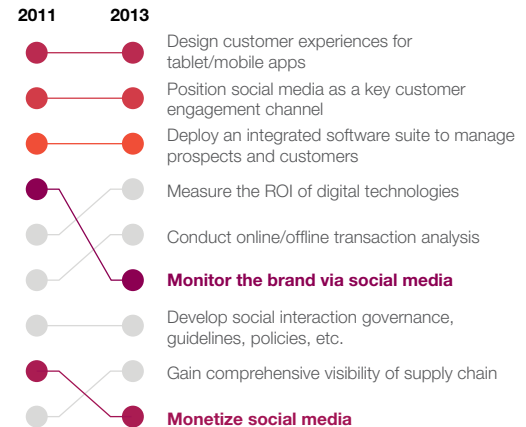 2011 2013
Design customer experiences for
tablet/mobile apps
Position social media as a key customer
engagement channel
Deploy an integrated software suite to manage
prospects and customers
Measure the ROI of digital technologies
Conduct online/offline transaction analysis
Monitor the brand via social media
Develop social interaction governance,
guidelines, policies, etc.
Gain comprehensive visibility of supply chain
Monetize social media